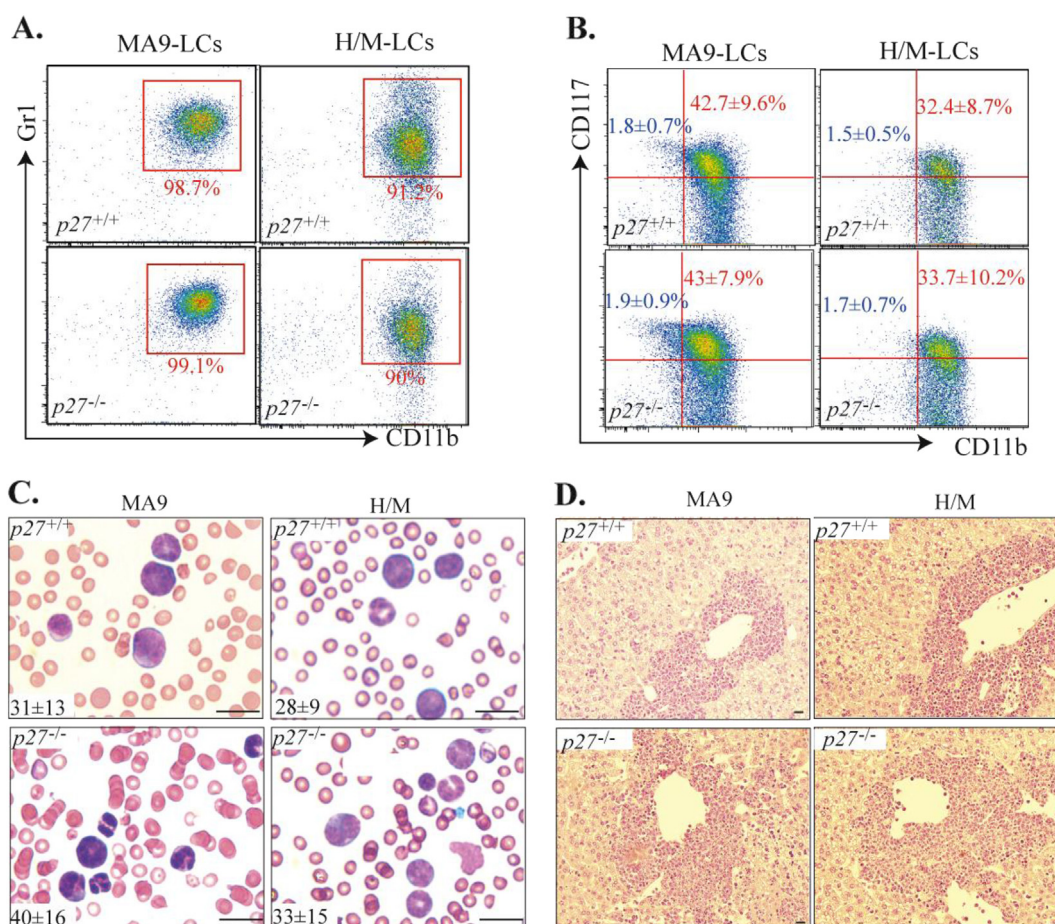 A.
MA9-LCs
H/M-LCs
Gr1
98.7%
p27+/+
91.2%
p27+/+
99.1%
p27-/-
90%
p27-/-
CD11b
B.
MA9-LCs
H/M-LCs
CD117
42.7±9.6%
1.8±0.7%
p27+/+
32.4±8.7%
1.5±0.5%
p27+/+
43±7.9%
1.9±0.9%
p27-/-
33.7±10.2%
1.7±0.7%
p27-/-
CD11b
C.
MA9
H/M
p27+/+
31±13
p27+/+
28±9
p27-/-
40±16
p27-/-
33±15
D.
MA9
H/M
p27+/+
p27+/+
p27-/-
p27-/-